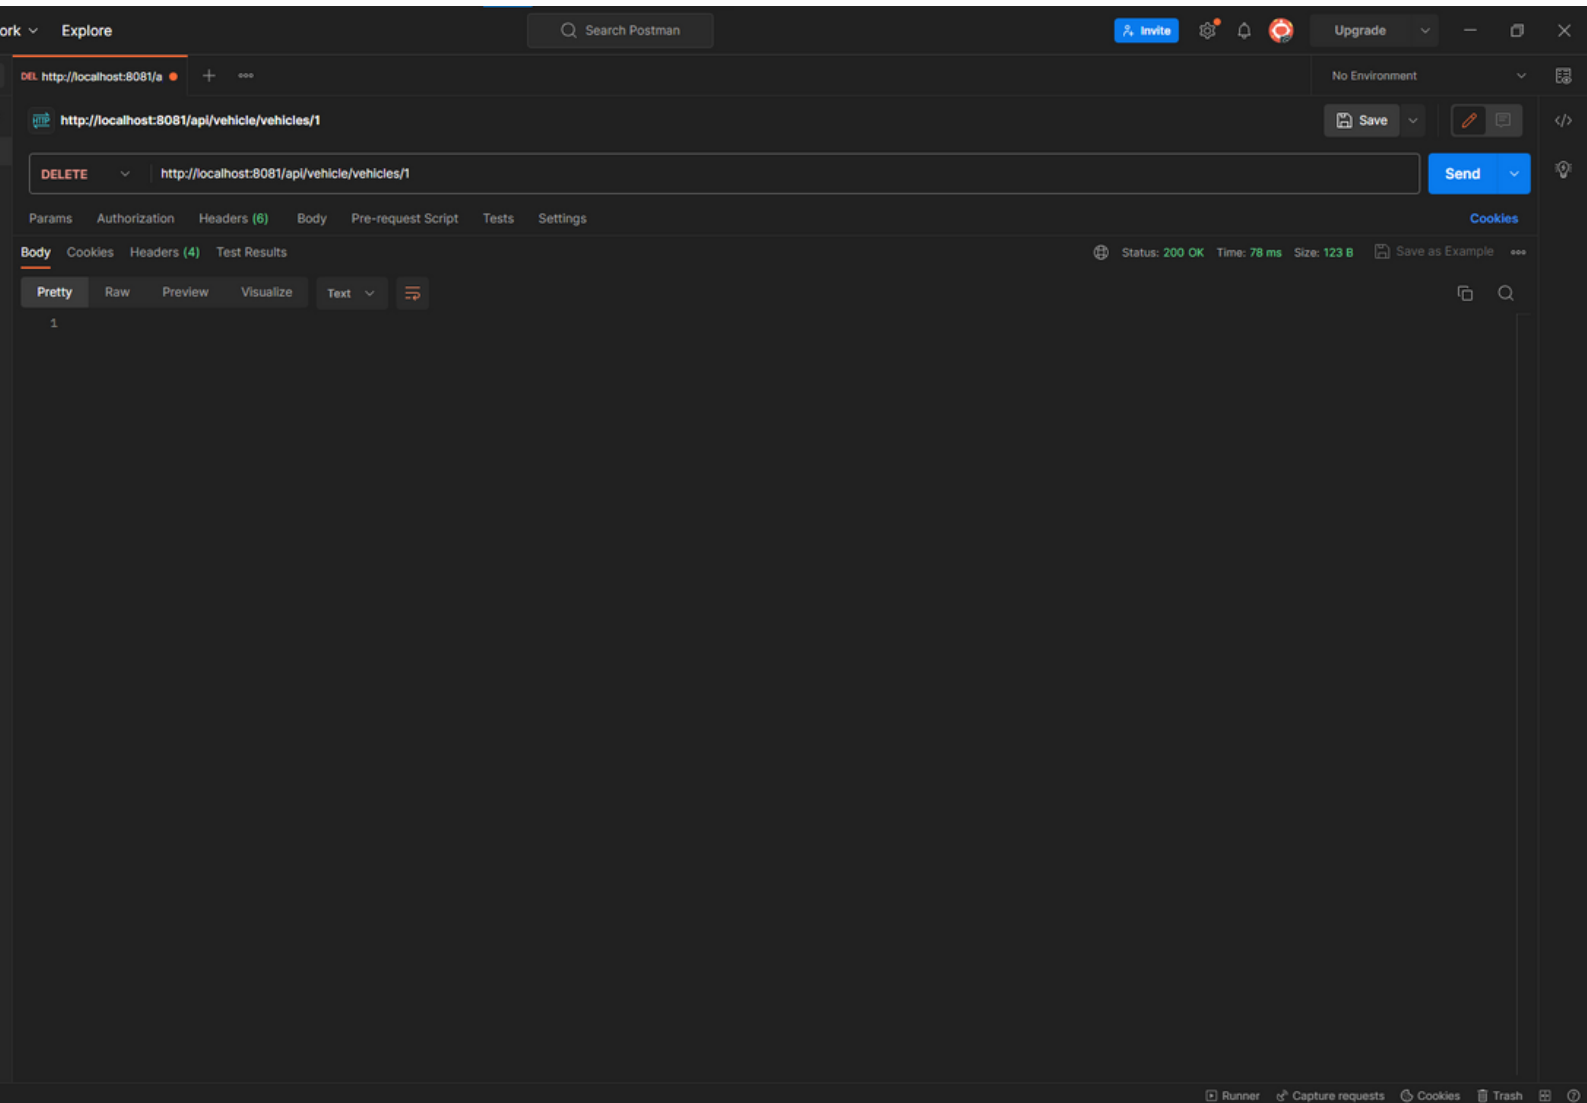 ork Explore Search Postman Invite Upgrade
DEL http://localhost:8081/a No Environment
HTTP http://localhost:8081/api/vehicle/vehicles/1 Save
DELETE http://localhost:8081/api/vehicle/vehicles/1 Send
Params Authorization Headers (6) Body Pre-request Script Tests Settings Cookies
Body Cookies Headers (4) Test Results Status: 200 OK Time: 78 ms Size: 123 B Save as Example
Pretty Raw Preview Visualize Text
1
Runner Capture requests Cookies Trash